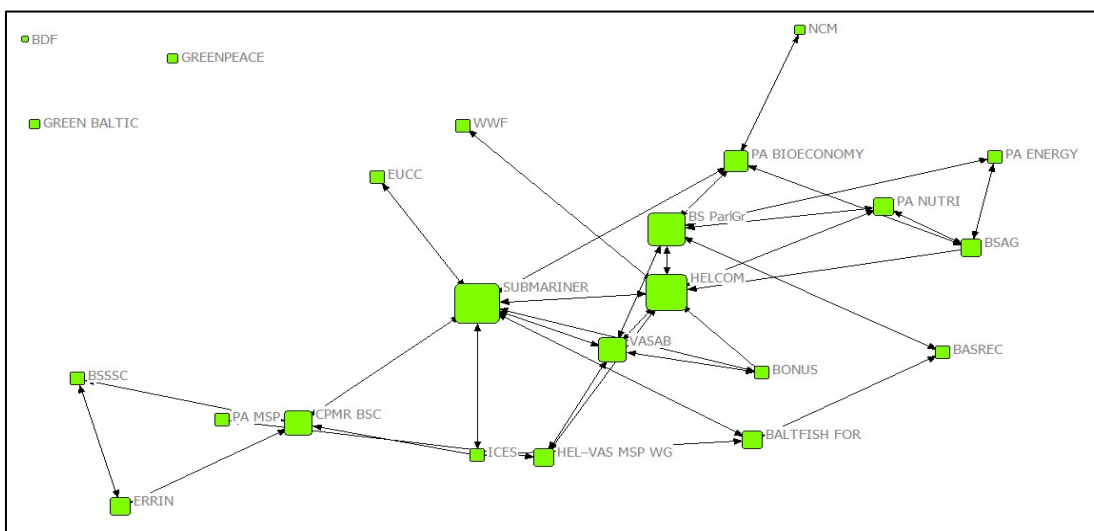 NCM
BDF
GREENPEACE
GREEN BALTIC
WWF
PA BIOECONOMY
PA ENERGY
EUCC
PA NUTRI
BS ParlGr
BSAG
HELCOM
SUBMARINER
VASAB
BASREC
BONUS
BSSSC
PA MSP
CPMR BSC
BALTFISH FOR
ICES
HEL–VAS MSP WG
ERRIN